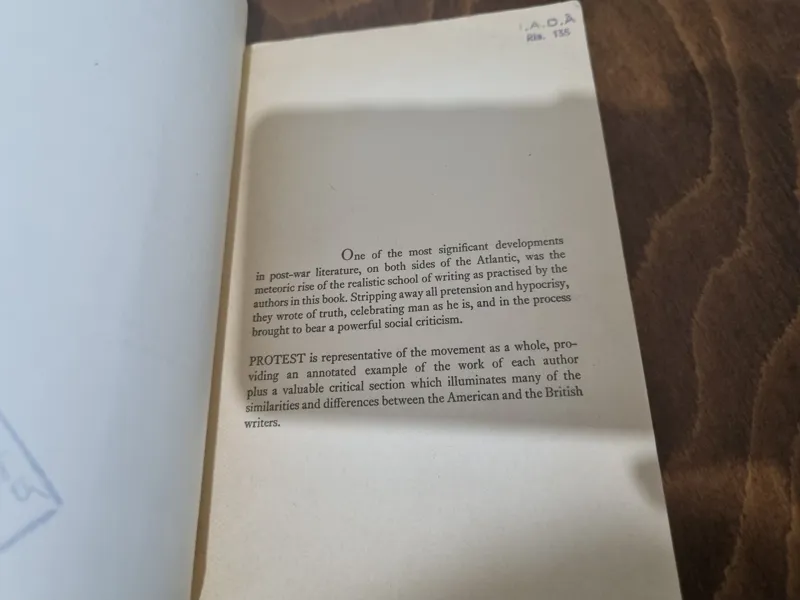 I.A.D.A
Rls. 135
One of the most significant developments
in post-war literature, on both sides of the Atlantic, was the
meteoric rise of the realistic school of writing as practised by the
authors in this book. Stripping away all pretension and hypocrisy,
they wrote of truth, celebrating man as he is, and in the process
brought to bear a powerful social criticism.
PROTEST is representative of the movement as a whole, pro-
viding an annotated example of the work of each author
plus a valuable critical section which illuminates many of the
similarities and differences between the American and the British
writers.